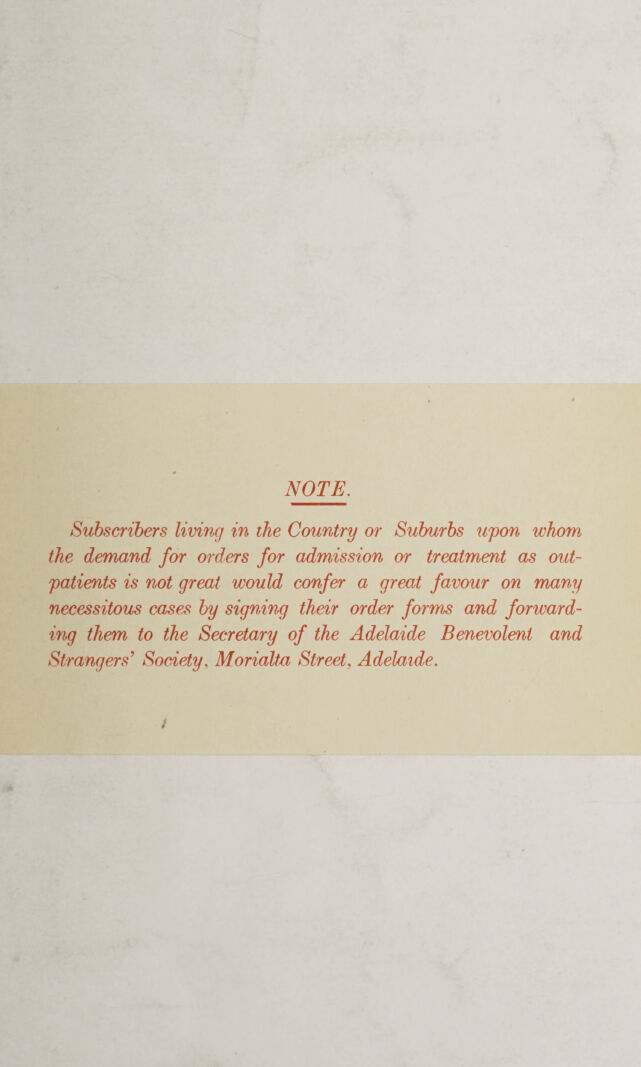 NOTE.
Subscribers living in the Country or Suburbs upon whom
the demand for orders for admission or treatment as out-
patients is not great would confer a great favour on many
necessitous cases by signing their order forms and forward-
ing them to the Secretary of the Adelaide Benevolent and
Strangers' Society, Morialta Street, Adelaide.